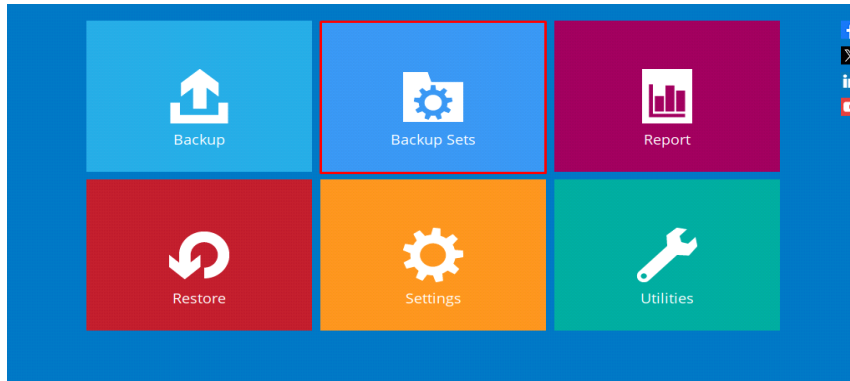 Backup
Backup Sets
Report
Restore
Settings
Utilities